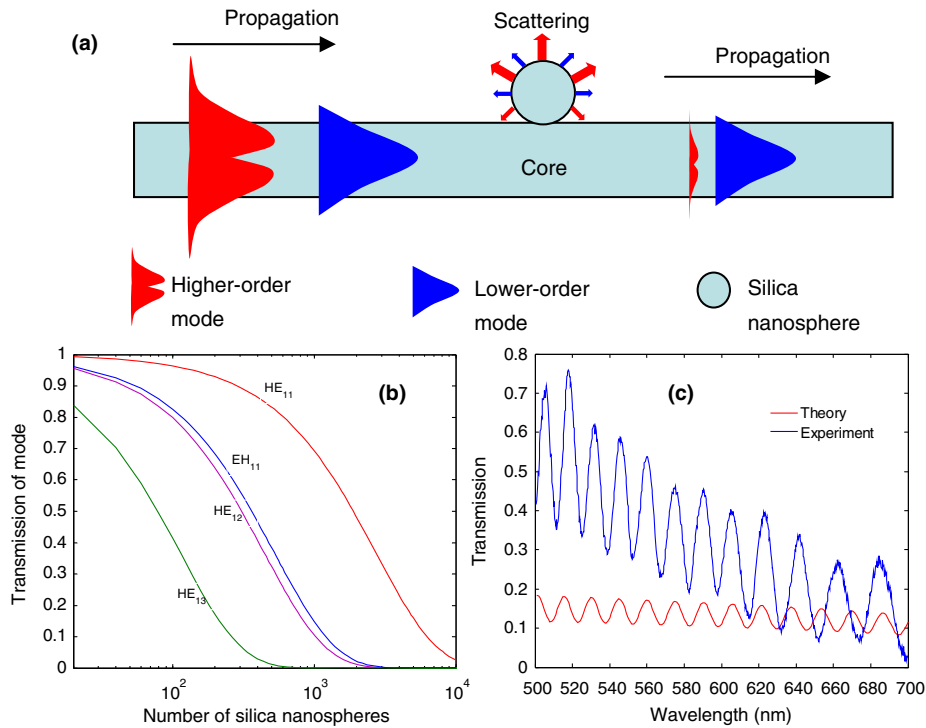 (a)
Propagation
Scattering
Propagation
Core
Higher-order
mode
Lower-order
mode
Silica
nanosphere
(b)
Transmission of mode
1
0.9
0.8
0.7
0.6
0.5
0.4
0.3
0.2
0.1
0
HE11
EH11
HE12
HE13
10^2
10^3
10^4
Number of silica nanospheres
(c)
Transmission
0.8
0.7
0.6
0.5
0.4
0.3
0.2
0.1
0
Theory
Experiment
500 520 540 560 580 600 620 640 660 680 700
Wavelength (nm)